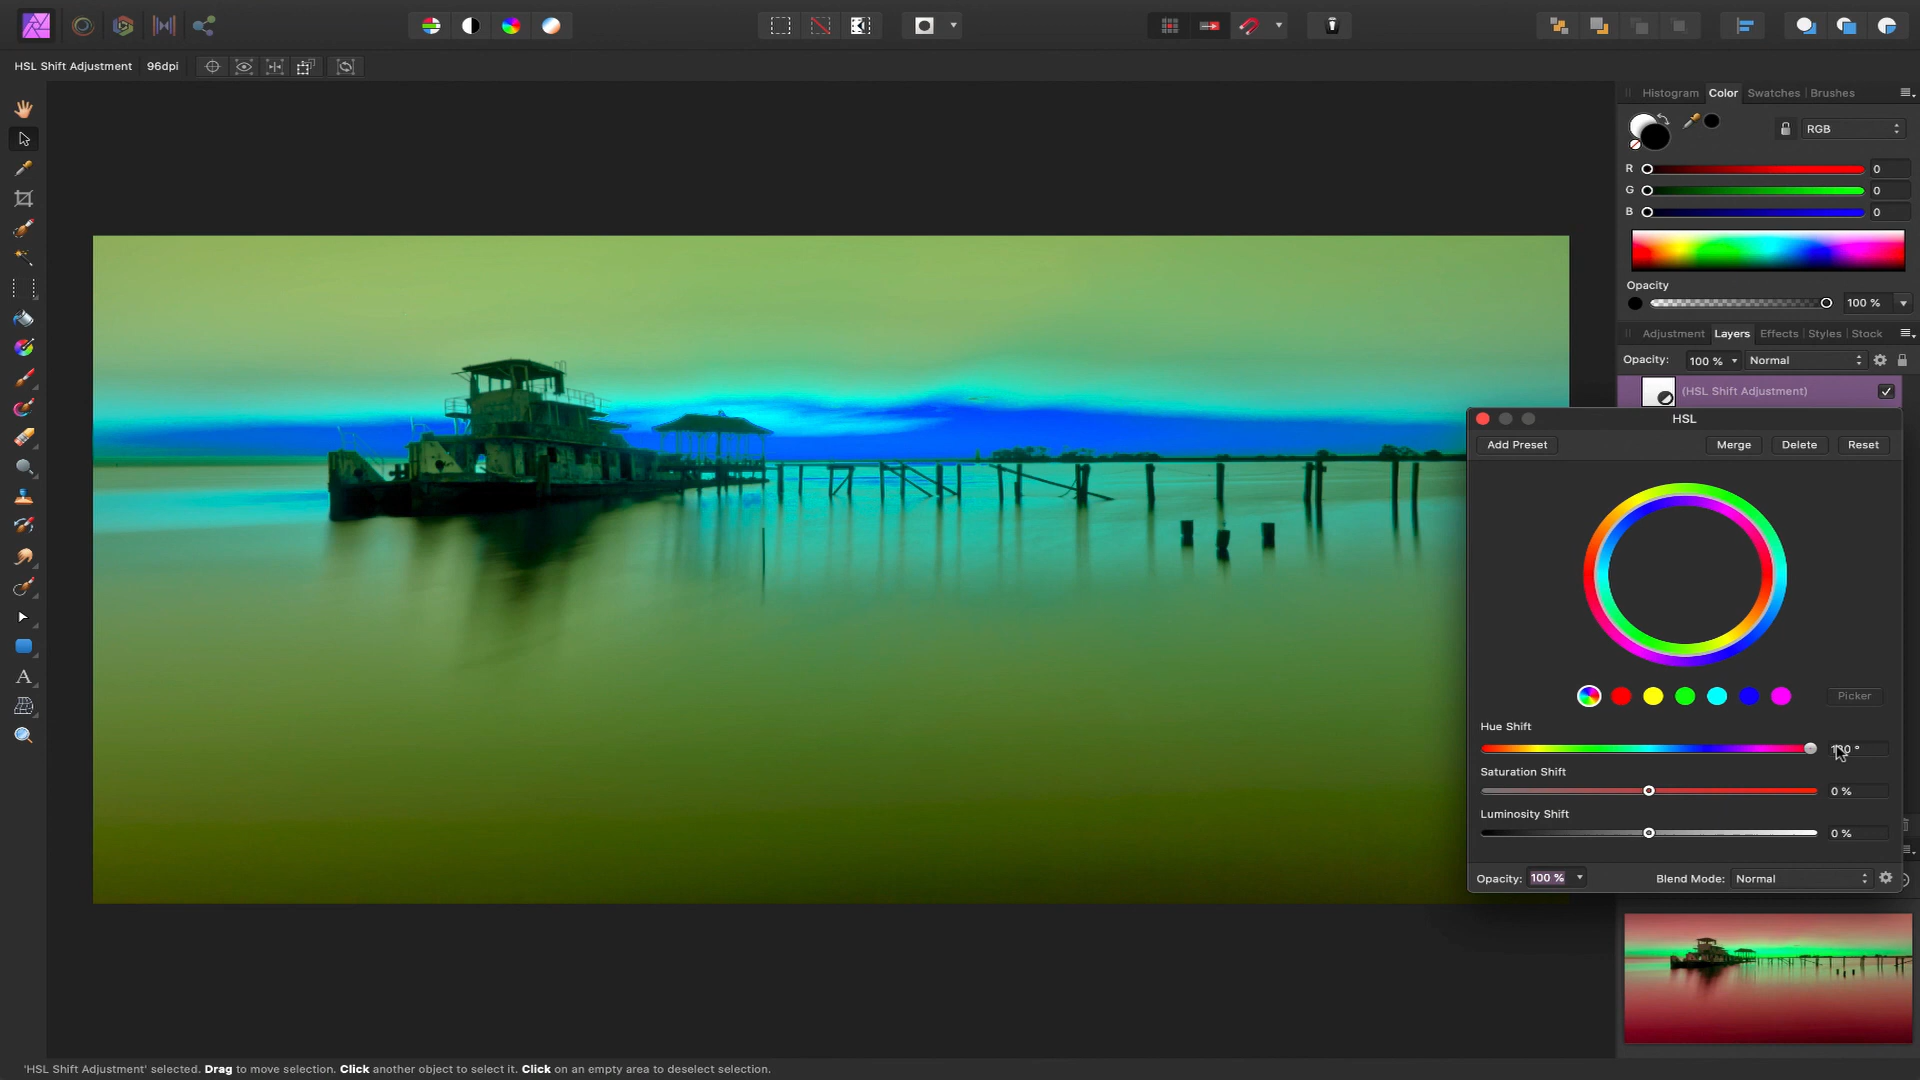 HSL Shift Adjustment 96dpi
Histogram Color Swatches Brushes
RGB
R 0
G 0
B 0
Opacity
100 %
Adjustment Layers Effects Styles Stock
Opacity: 100 % Normal
(HSL Shift Adjustment)
HSL
Add Preset Merge Delete Reset
Picker
Hue Shift
Saturation Shift
0 %
Luminosity Shift
0 %
Opacity: 100 % Blend Mode: Normal
'HSL Shift Adjustment' selected. Drag to move selection. Click another object to select it. Click on an empty area to deselect selection.